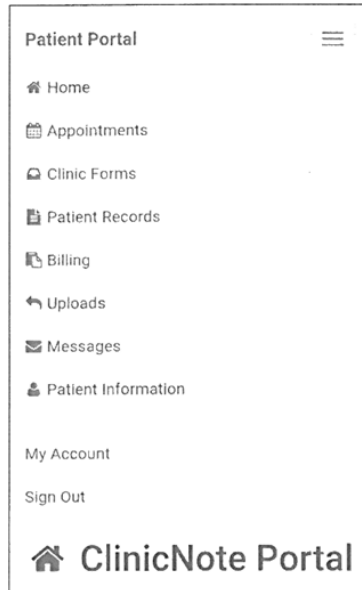 Patient Portal
Home
Appointments
Clinic Forms
Patient Records
Billing
Uploads
Messages
Patient Information
My Account
Sign Out
ClinicNote Portal